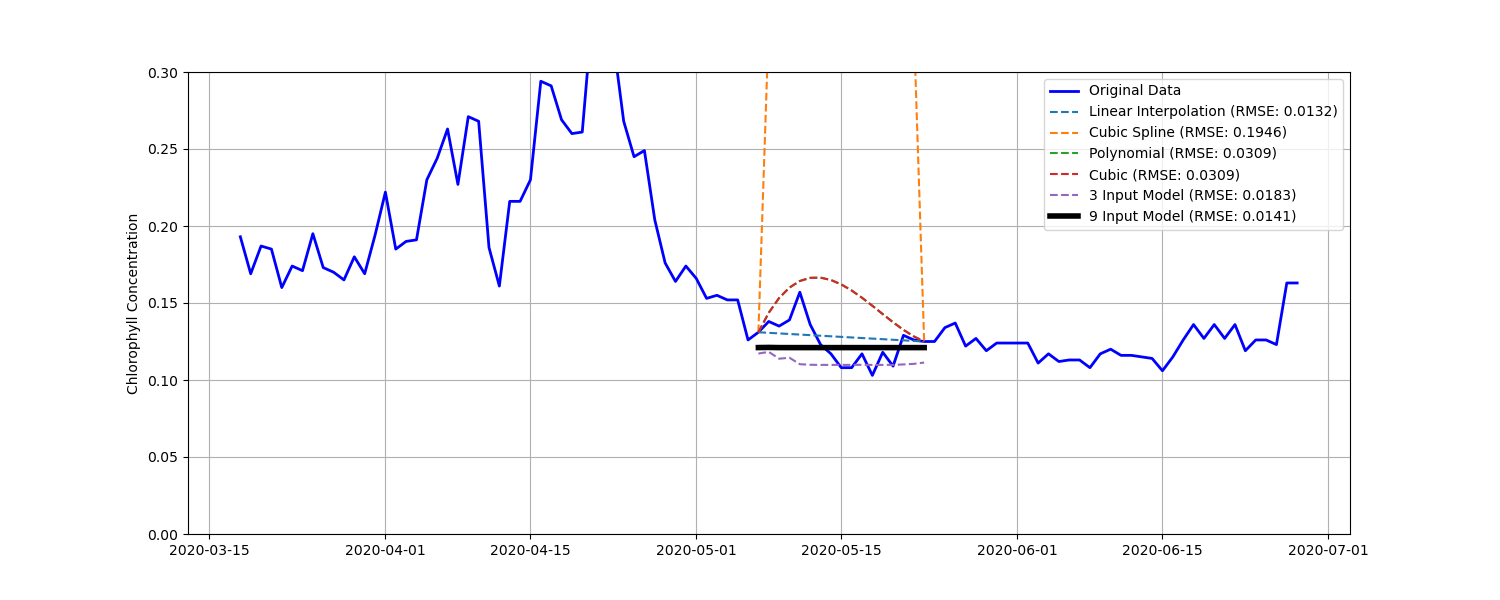 Chlorophyll Concentration
0.30
0.25
0.20
0.15
0.10
0.05
0.00
2020-03-15 2020-04-01 2020-04-15 2020-05-01 2020-05-15 2020-06-01 2020-06-15 2020-07-01
Original Data
Linear Interpolation (RMSE: 0.0132)
Cubic Spline (RMSE: 0.1946)
Polynomial (RMSE: 0.0309)
Cubic (RMSE: 0.0309)
3 Input Model (RMSE: 0.0183)
9 Input Model (RMSE: 0.0141)